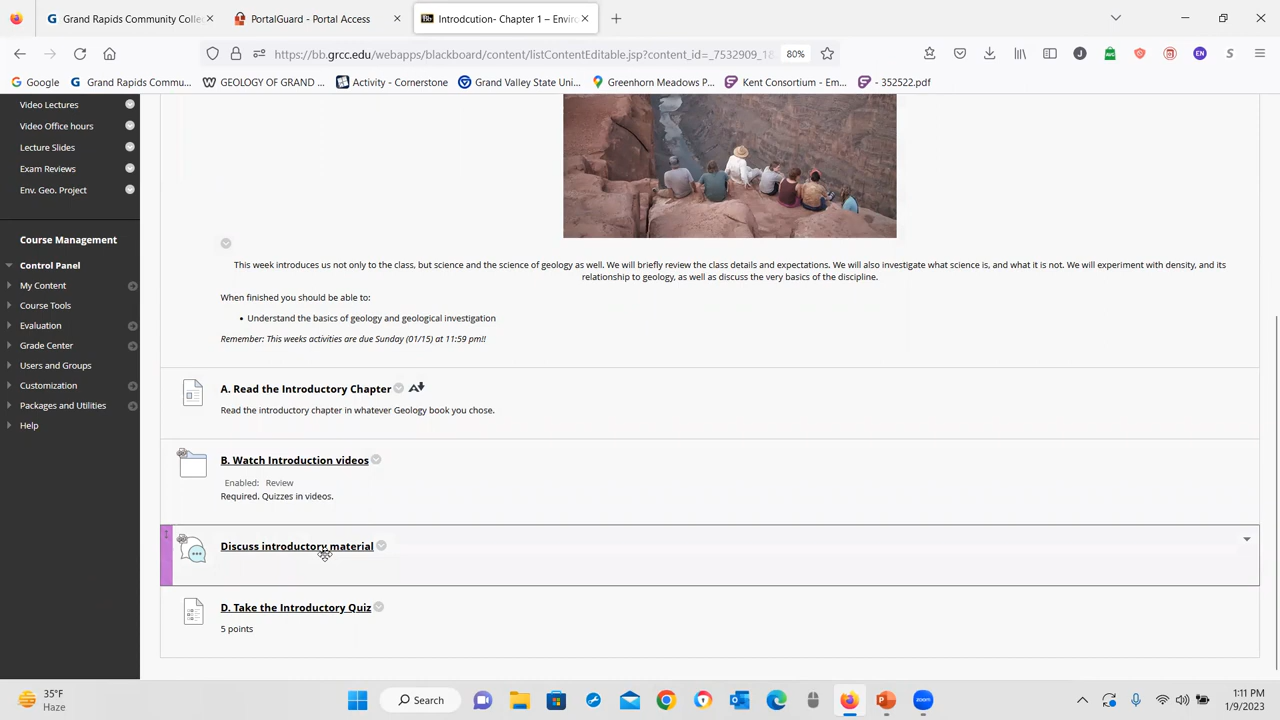 Grand Rapids Community Colle
PortalGuard - Portal Access
Introdcution- Chapter 1 – Enviro
https://bb.grcc.edu/webapps/blackboard/content/listContentEditable.jsp?content_id=_7532909_1&
80%
J
EN
S
Google
Grand Rapids Commu...
GEOLOGY OF GRAND ...
Activity - Cornerstone
Grand Valley State Uni...
Greenhorn Meadows P...
Kent Consortium - Em...
- 352522.pdf
Video Lectures
Video Office hours
Lecture Slides
Exam Reviews
Env. Geo. Project
Course Management
Control Panel
My Content
Course Tools
Evaluation
Grade Center
Users and Groups
Customization
Packages and Utilities
Help
This week introduces us not only to the class, but science and the science of geology as well. We will briefly review the class details and expectations. We will also investigate what science is, and what it is not. We will experiment with density, and its
relationship to geology, as well as discuss the very basics of the discipline.
When finished you should be able to:
• Understand the basics of geology and geological investigation
Remember: This weeks activities are due Sunday (01/15) at 11:59 pm!!
A. Read the Introductory Chapter
Read the introductory chapter in whatever Geology book you chose.
B. Watch Introduction videos
Enabled: Review
Required. Quizzes in videos.
Discuss introductory material
D. Take the Introductory Quiz
5 points
35°F
Haze
Search
1:11 PM
1/9/2023